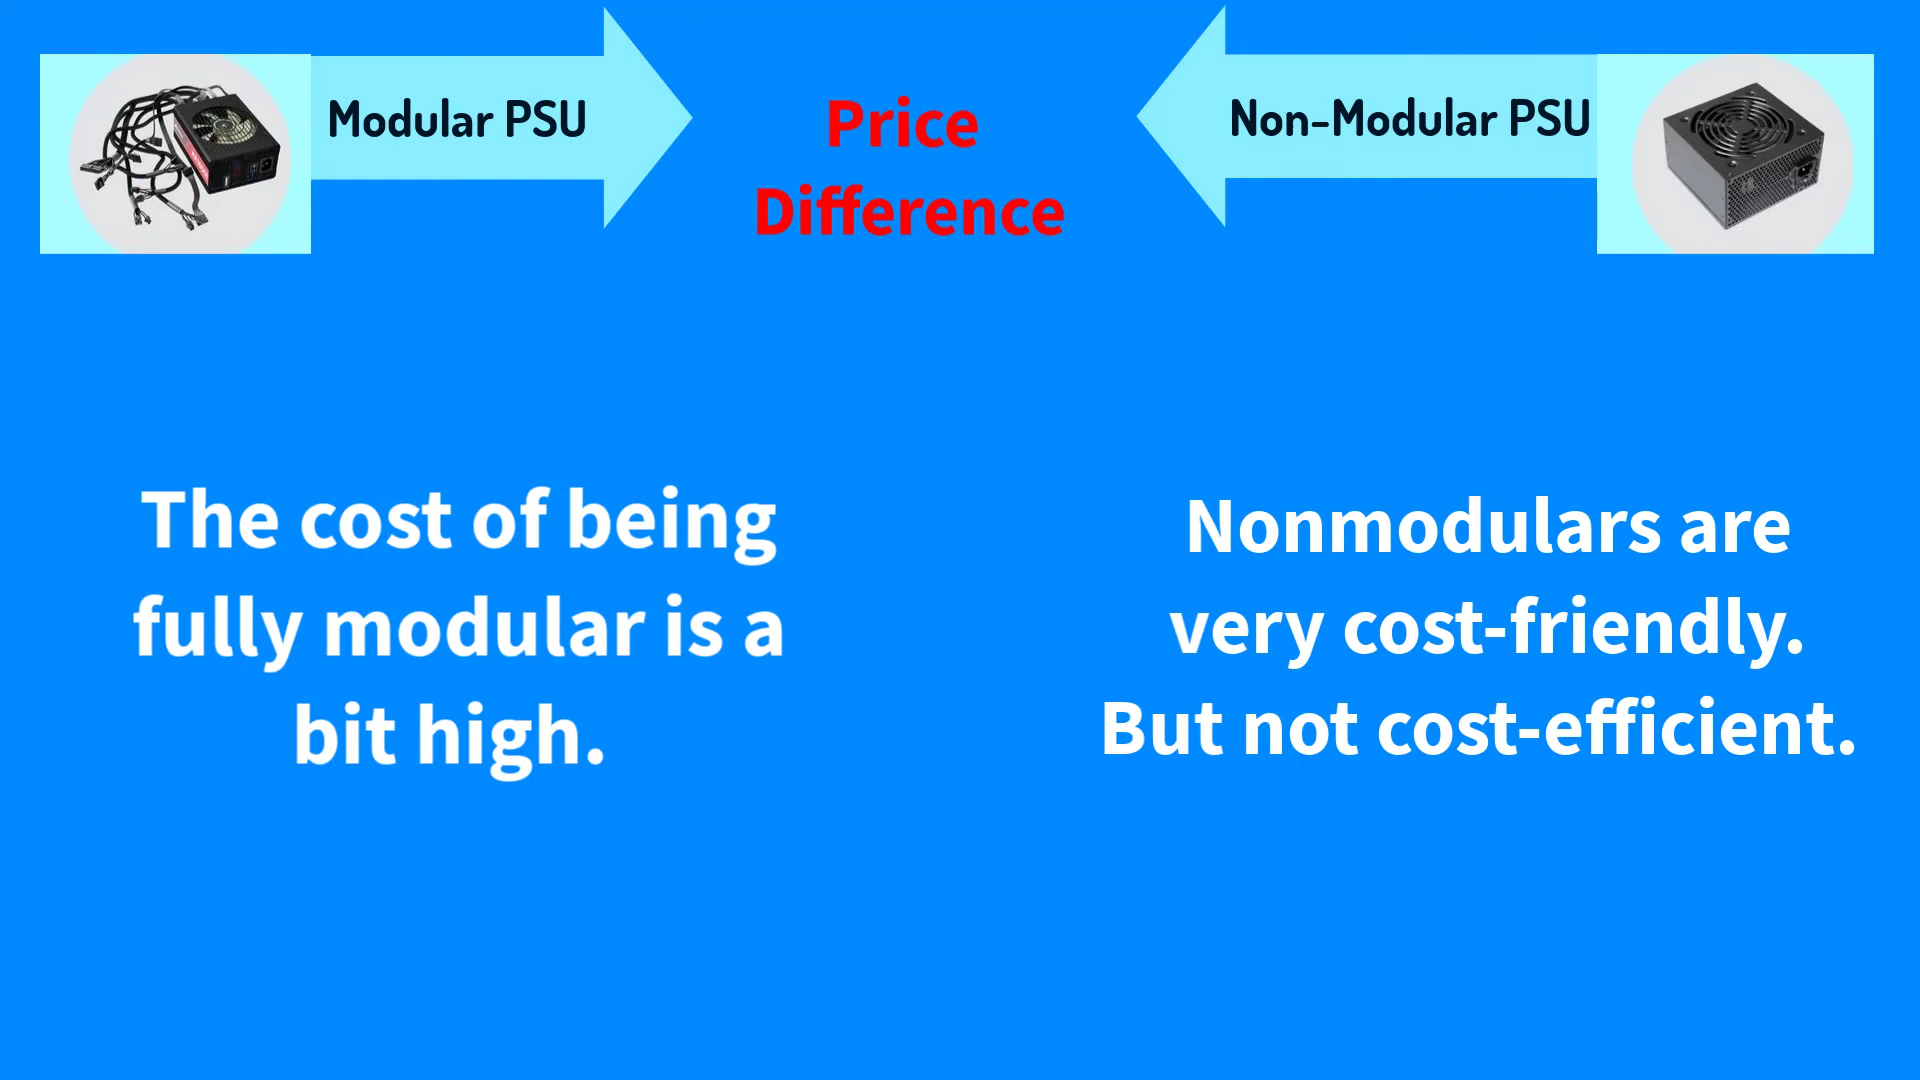 Modular PSU
Price
Difference
Non-Modular PSU
The cost of being
fully modular is a
bit high.
Nonmodulars are
very cost-friendly.
But not cost-efficient.